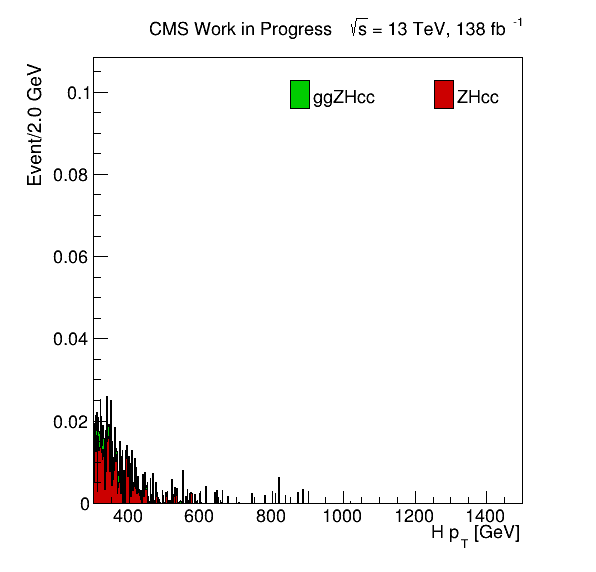 CMS Work in Progress √s = 13 TeV, 138 fb -1
Event/2.0 GeV
ggZHcc ZHcc
0.1
0.08
0.06
0.04
0.02
0
400 600 800 1000 1200 1400
H pT [GeV]